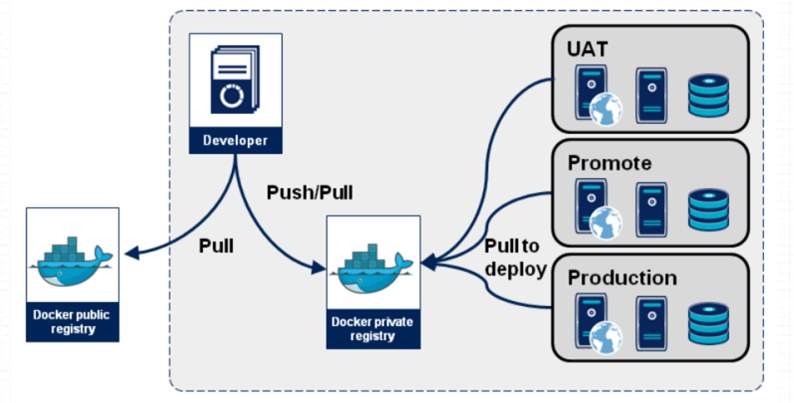 UAT
Developer
Promote
Push/Pull
Pull
Pull to
deploy
Production
Docker public
registry
Docker private
registry